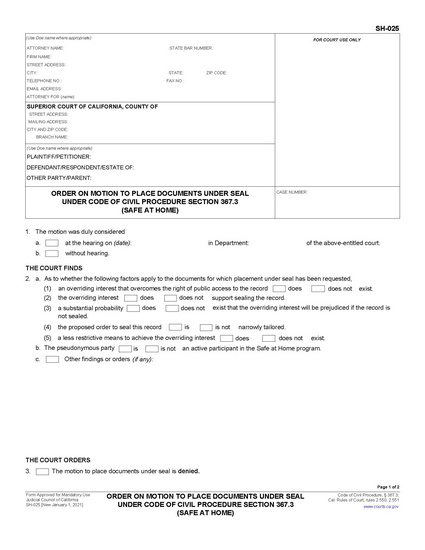 SH-025
(Use Doe name where appropriate)
FOR COURT USE ONLY
ATTORNEY NAME: STATE BAR NUMBER:
FIRM NAME:
STREET ADDRESS:
CITY: STATE: ZIP CODE:
TELEPHONE NO.: FAX NO.:
EMAIL ADDRESS:
ATTORNEY FOR (name):
SUPERIOR COURT OF CALIFORNIA, COUNTY OF
STREET ADDRESS:
MAILING ADDRESS:
CITY AND ZIP CODE:
BRANCH NAME:
(Use Doe name where appropriate)
PLAINTIFF/PETITIONER:
DEFENDANT/RESPONDENT/ESTATE OF:
OTHER PARTY/PARENT:
ORDER ON MOTION TO PLACE DOCUMENTS UNDER SEAL
UNDER CODE OF CIVIL PROCEDURE SECTION 367.3
(SAFE AT HOME)
CASE NUMBER:
1. The motion was duly considered
a. at the hearing on (date): in Department: of the above-entitled court.
b. without hearing.
THE COURT FINDS
2. a. As to whether the following factors apply to the documents for which placement under seal has been requested,
(1) an overriding interest that overcomes the right of public access to the record does does not exist.
(2) the overriding interest does does not support sealing the record.
(3) a substantial probability does does not exist that the overriding interest will be prejudiced if the record is
not sealed.
(4) the proposed order to seal this record is is not narrowly tailored.
(5) a less restrictive means to achieve the overriding interest does does not exist.
b. The pseudonymous party is is not an active participant in the Safe at Home program.
c. Other findings or orders (if any):
THE COURT ORDERS
3. The motion to place documents under seal is denied.
Page 1 of 2
Form Approved for Mandatory Use
Judicial Council of California
SH-025 [New January 1, 2021]
ORDER ON MOTION TO PLACE DOCUMENTS UNDER SEAL
UNDER CODE OF CIVIL PROCEDURE SECTION 367.3
(SAFE AT HOME)
Code of Civil Procedure, § 367.3;
Cal. Rules of Court, rules 2.550, 2.551
www.courts.ca.gov